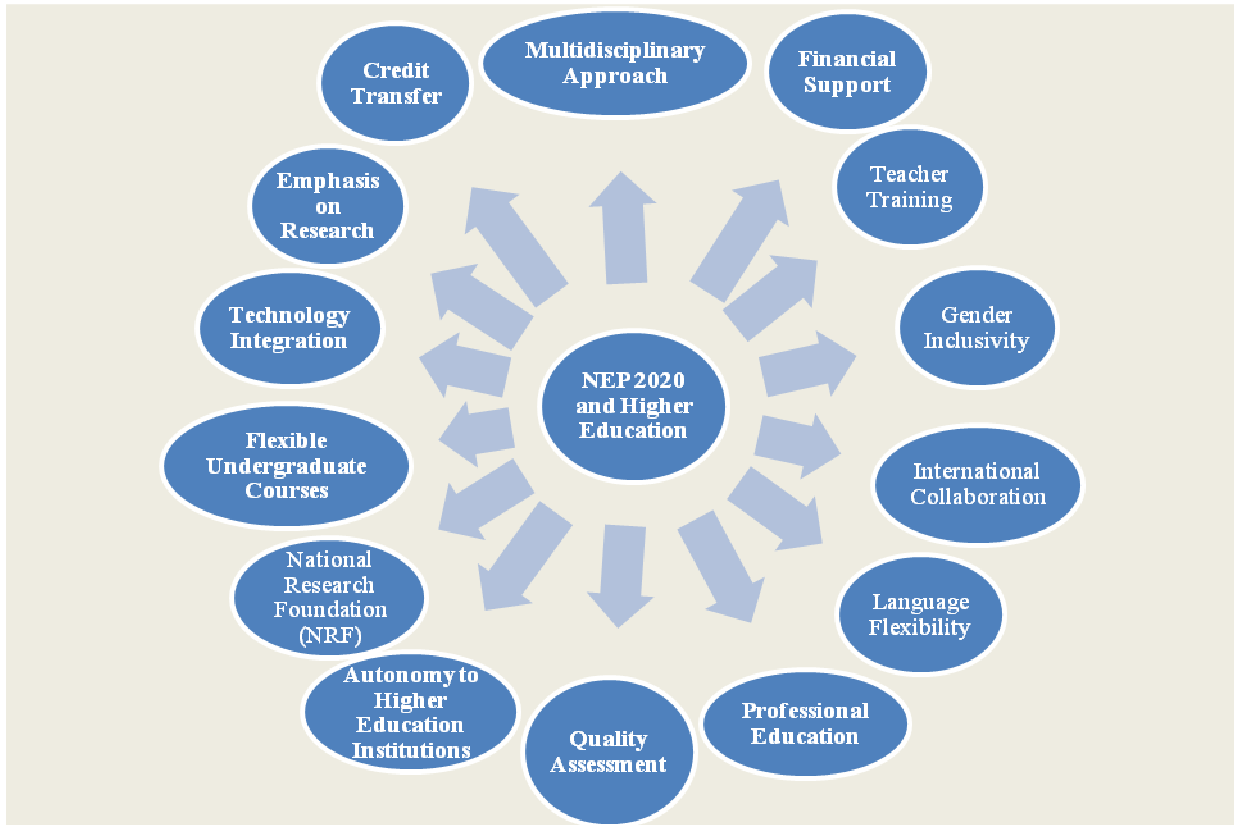 Multidisciplinary
Approach
Financial
Support
Teacher
Training
Gender
Inclusivity
International
Collaboration
Language
Flexibility
Professional
Education
Quality
Assessment
Autonomy to
Higher
Education
Institutions
National
Research
Foundation
(NRF)
Flexible
Undergraduate
Courses
Technology
Integration
Emphasis
on
Research
Credit
Transfer
NEP 2020
and Higher
Education